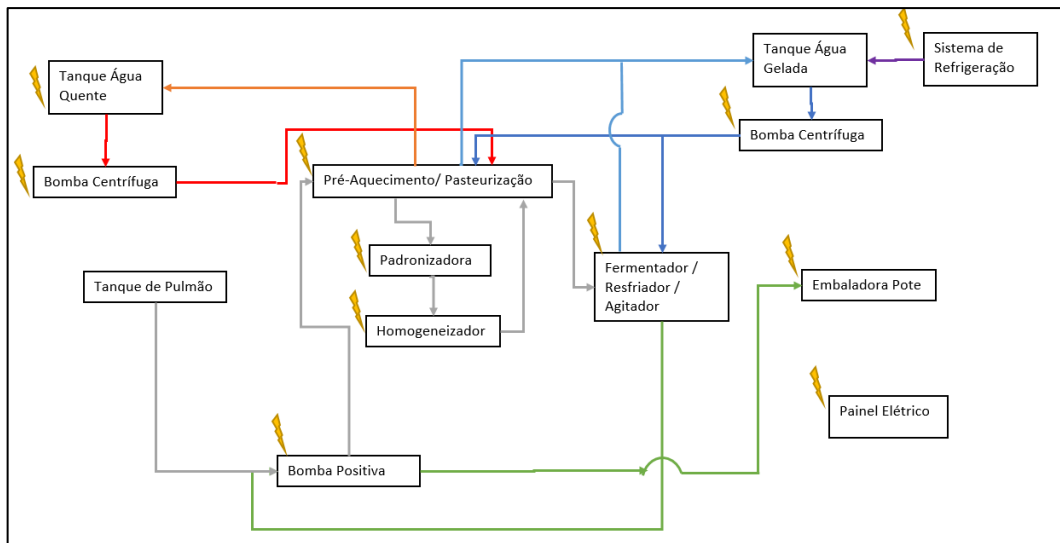 Tanque Água
Quente
Bomba Centrífuga
Tanque Água
Gelada
Sistema de
Refrigeração
Bomba Centrífuga
Pré-Aquecimento/ Pasteurização
Padronizadora
Homogeneizador
Tanque de Pulmão
Fermentador /
Resfriador /
Agitador
Embaladora Pote
Painel Elétrico
Bomba Positiva